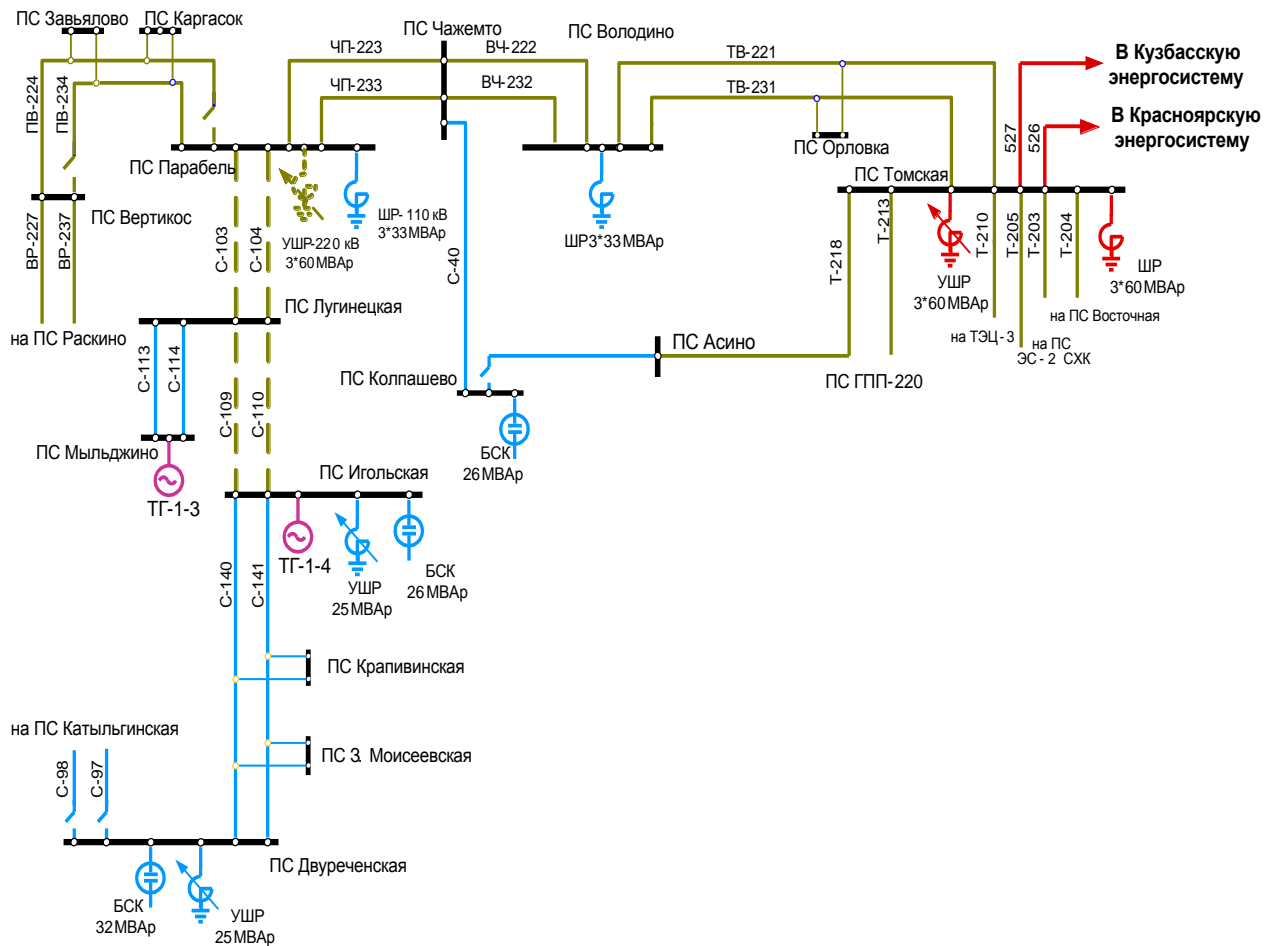 ПС Завьялово
ПС Каргасок
ПС Чажемто
ПС Володино
ЧП-223
ВЧ-222
ТВ-221
ЧП-233
ВЧ-232
ТВ-231
В Кузбасскую
энергосистему
В Красноярскую
энергосистему
527
526
ПВ-224
ПВ-234
ПС Парабель
ПС Орловка
ПС Томская
ПС Вертикос
ВР-227
ВР-237
на ПС Раскино
С-103
С-104
УШР-220 кВ
3*60МВАр
ШР- 110 кВ
3*33МВАр
С-40
ШР3*33МВАр
Т-218
Т-213
УШР
3*60МВАр
Т-210
Т-205
Т-203
Т-204
ШР
3*60МВАр
на ПС Восточная
на ТЭЦ-3
на ПС
ЭС-2 СХК
ПС ГПП-220
ПС Лугинецкая
С-113
С-114
ПС Асино
ПС Колпашево
БСК
26МВАр
С-109
С-110
ПС Мыльджино
ТГ-1-3
ПС Игольская
ТГ-1-4
УШР
25МВАр
БСК
26МВАр
С-140
С-141
ПС Крапивинская
ПС З. Моисеевская
на ПС Катыльгинская
С-98
С-97
ПС Двуреченская
БСК
32МВАр
УШР
25МВАр